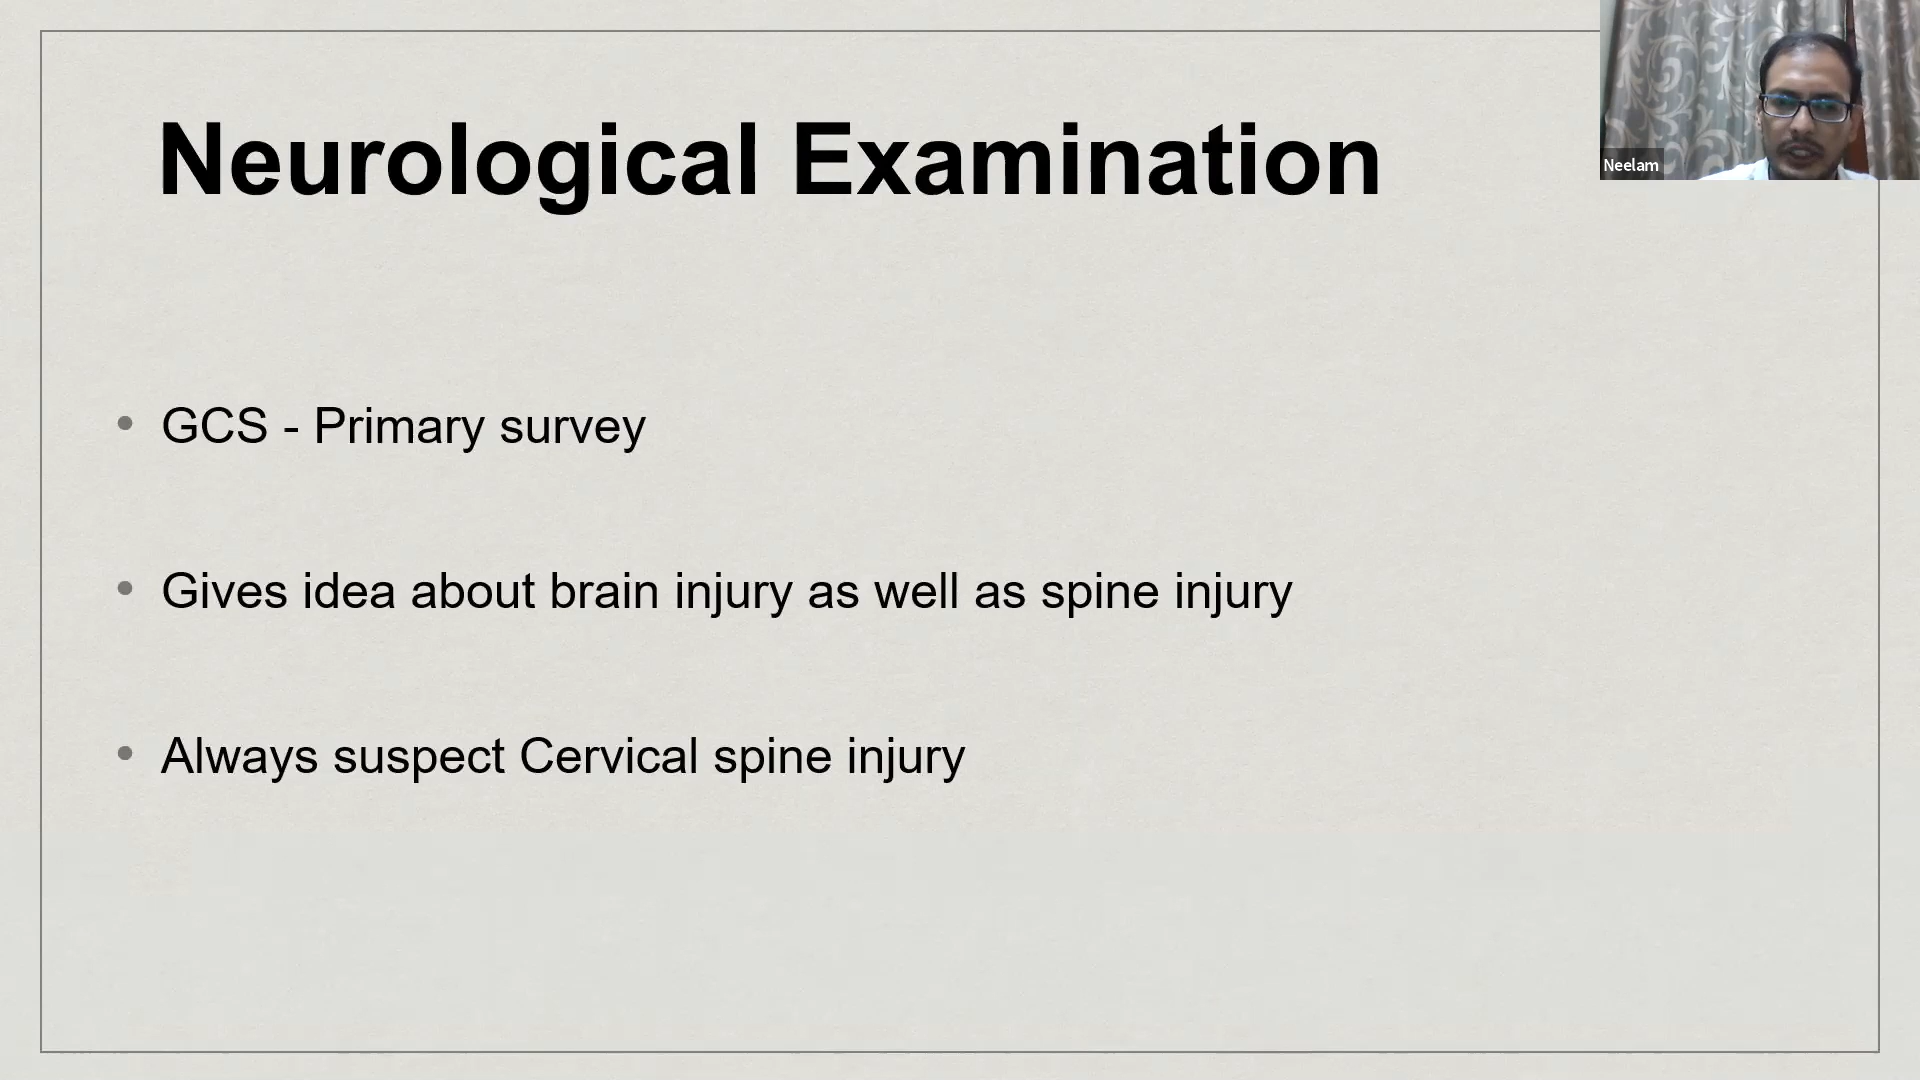 Neurological Examination
Neelam
• GCS - Primary survey
• Gives idea about brain injury as well as spine injury
• Always suspect Cervical spine injury